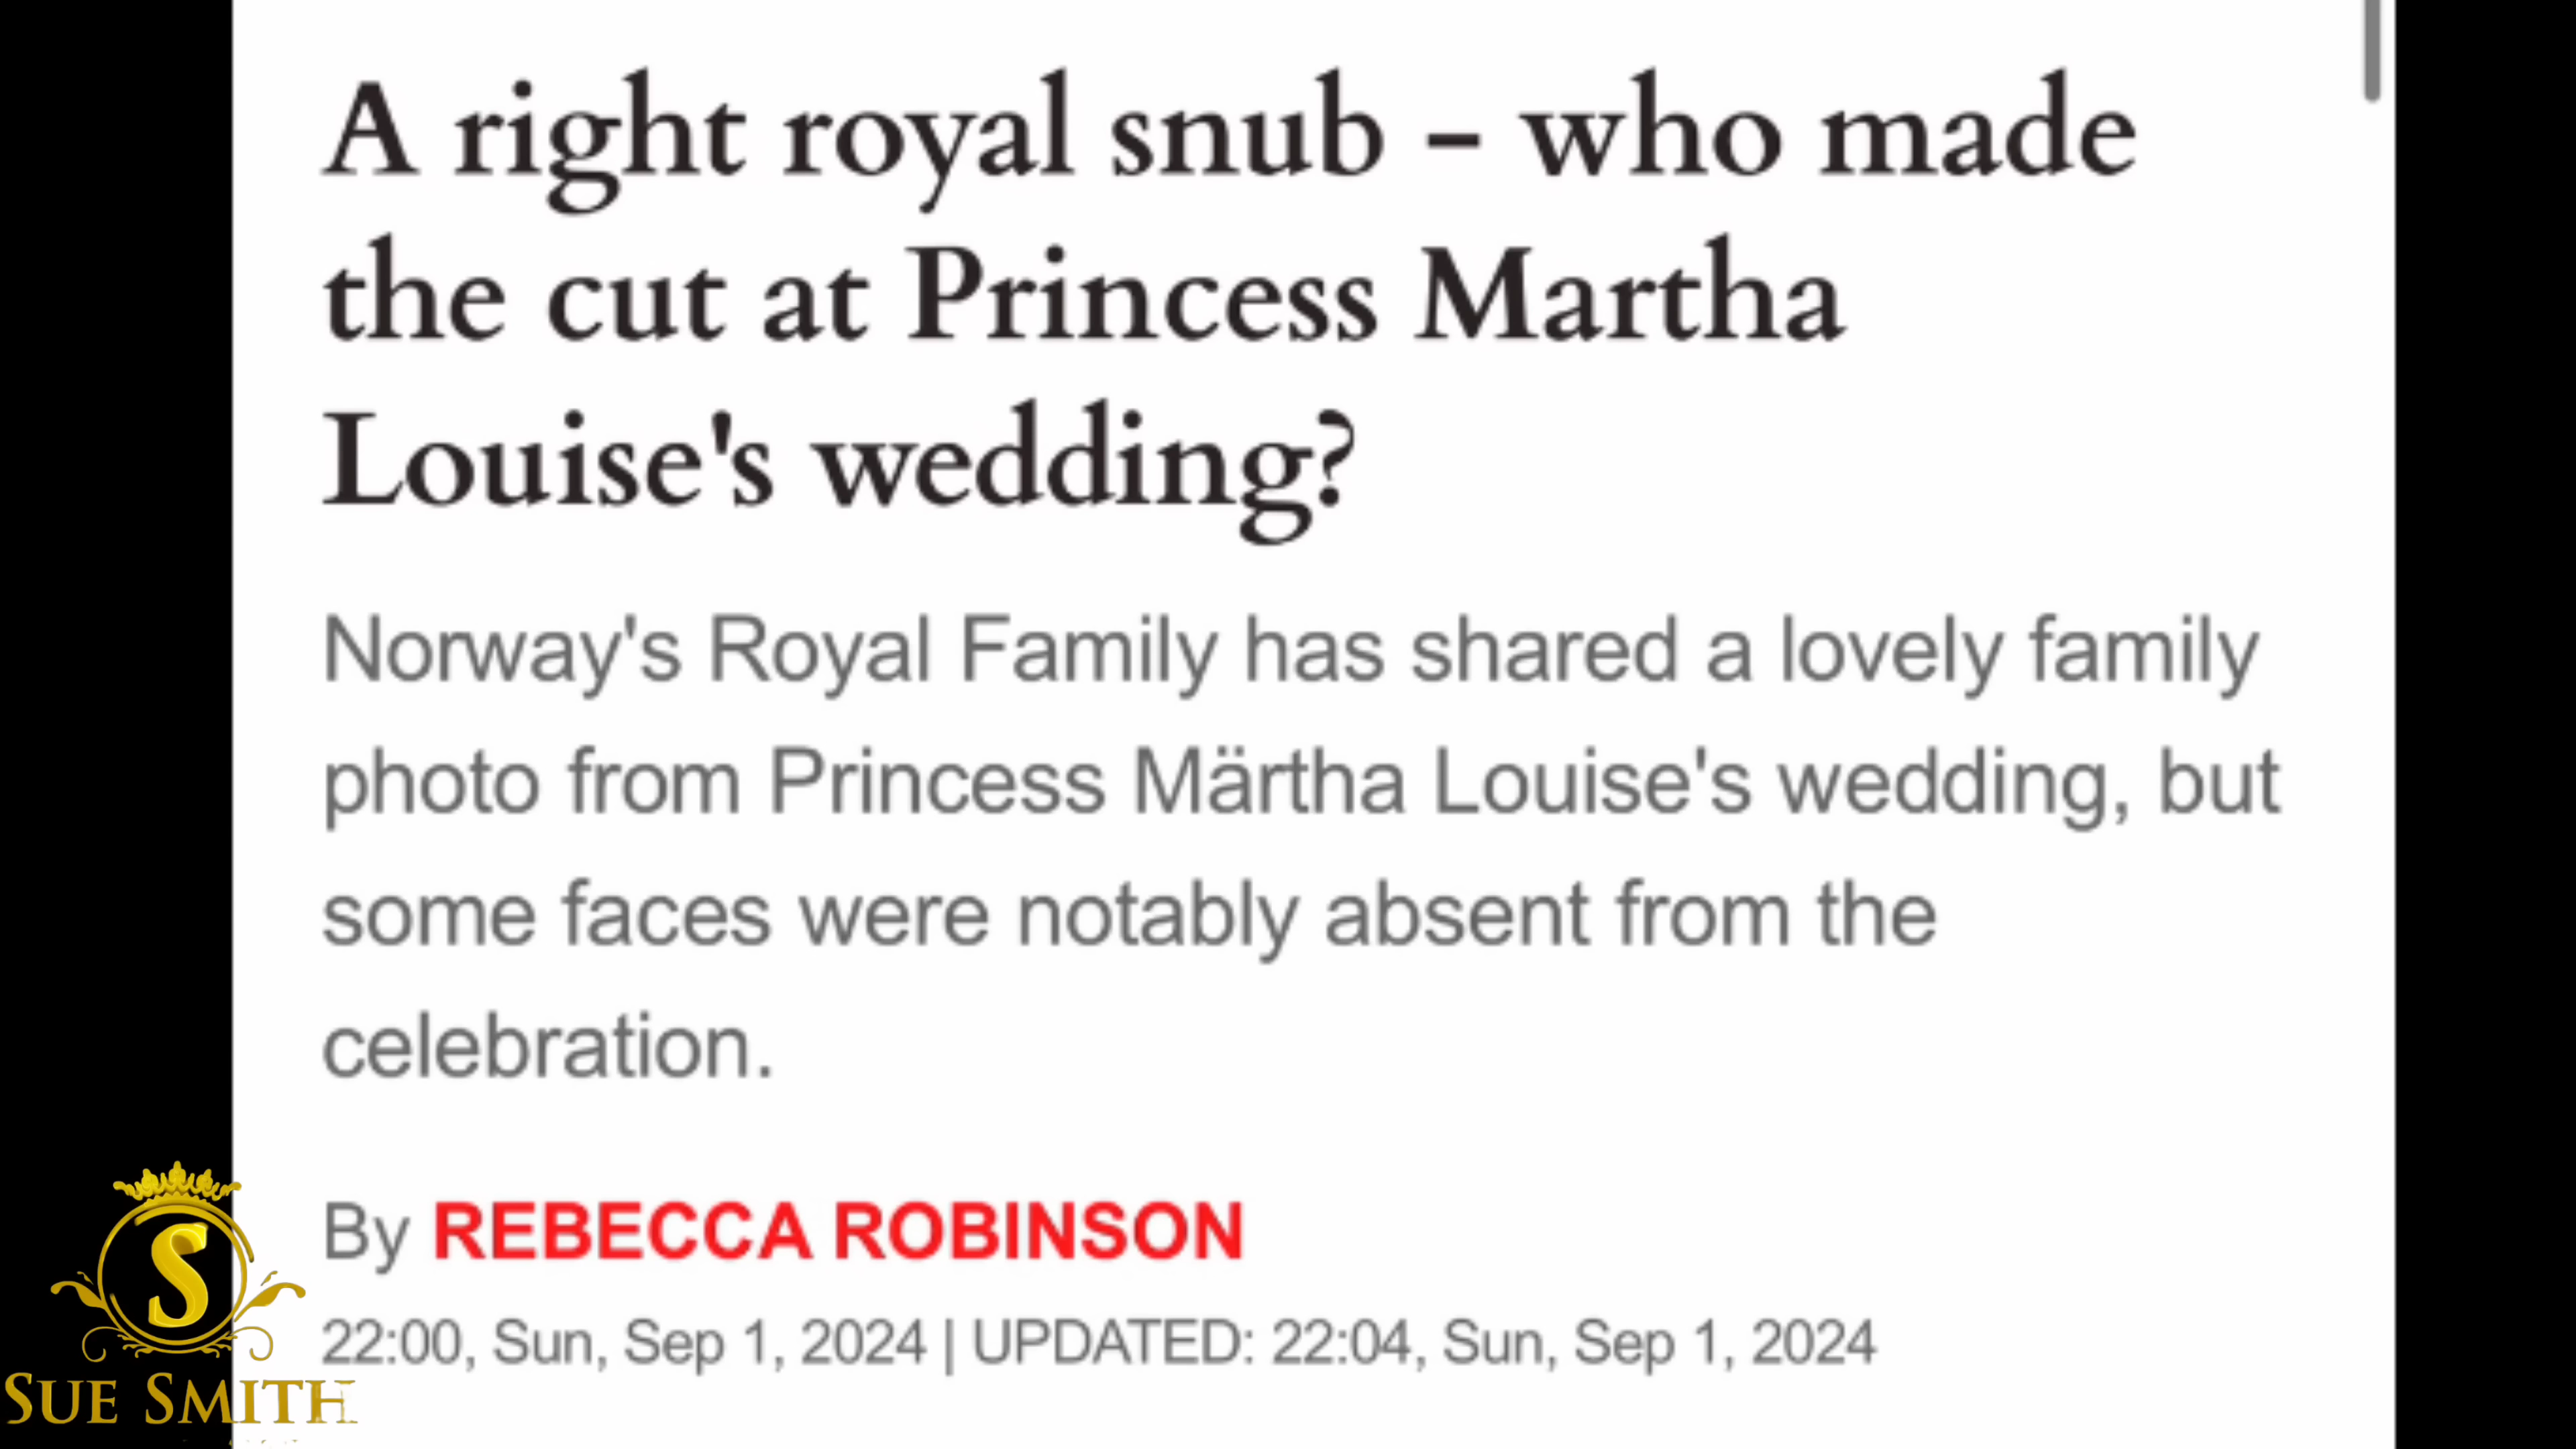 A right royal snub - who made
the cut at Princess Martha
Louise's wedding?
Norway's Royal Family has shared a lovely family
photo from Princess Märtha Louise's wedding, but
some faces were notably absent from the
celebration.
By REBECCA ROBINSON
22:00, Sun, Sep 1, 2024 | UPDATED: 22:04, Sun, Sep 1, 2024
S
SUE SMITH